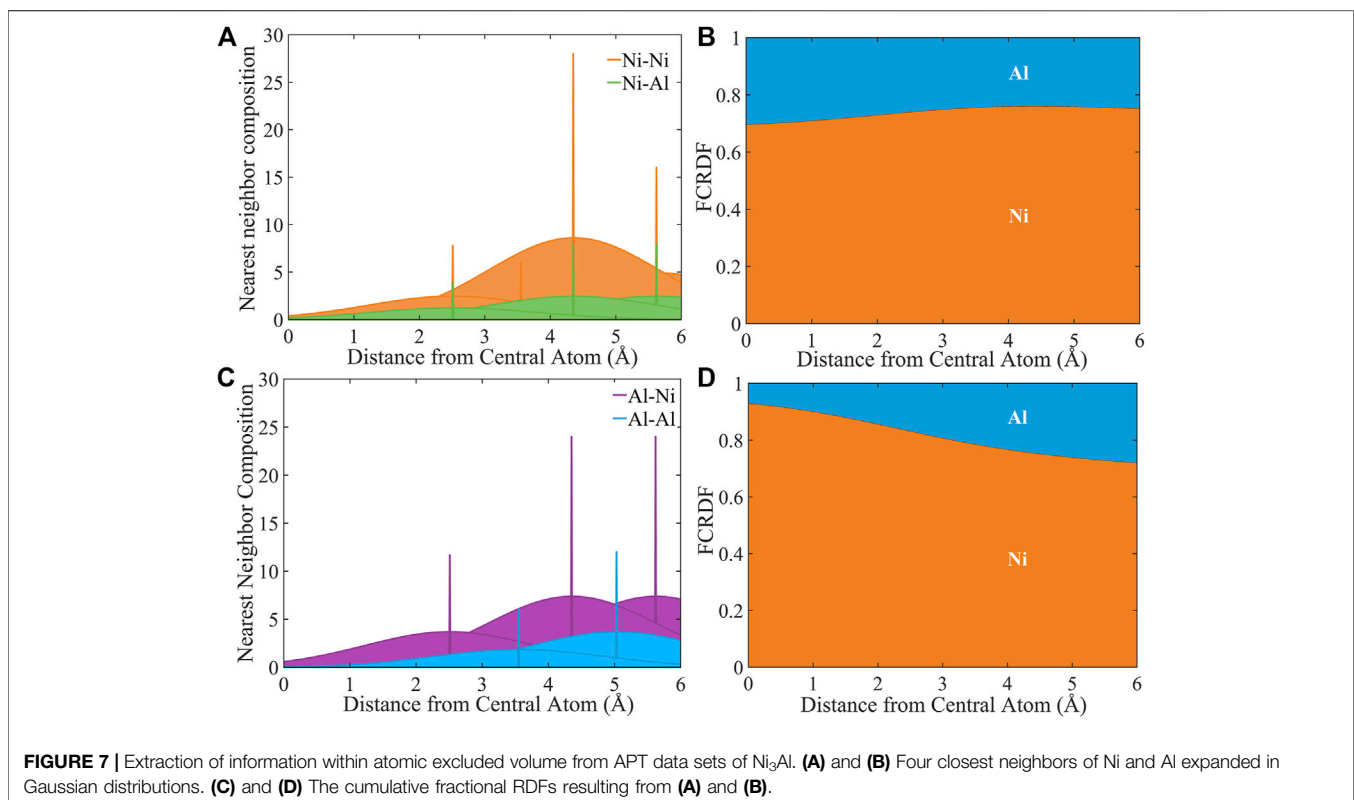 A
30
25
20
15
10
5
0
Nearest neighbor composition
Ni-Ni
Ni-Al
0 1 2 3 4 5 6
Distance from Central Atom (Å)
B
1
0.8
0.6
0.4
0.2
0
FCRDF
Al
Ni
0 1 2 3 4 5 6
Distance from Central Atom (Å)
C
30
25
20
15
10
5
0
Nearest Neighbor Composition
Al-Ni
Al-Al
0 1 2 3 4 5 6
Distance from Central Atom (Å)
D
1
0.8
0.6
0.4
0.2
0
FCRDF
Al
Ni
0 1 2 3 4 5 6
Distance from Central Atom (Å)
FIGURE 7 | Extraction of information within atomic excluded volume from APT data sets of Ni₃Al. (A) and (B) Four closest neighbors of Ni and Al expanded in
Gaussian distributions. (C) and (D) The cumulative fractional RDFs resulting from (A) and (B).